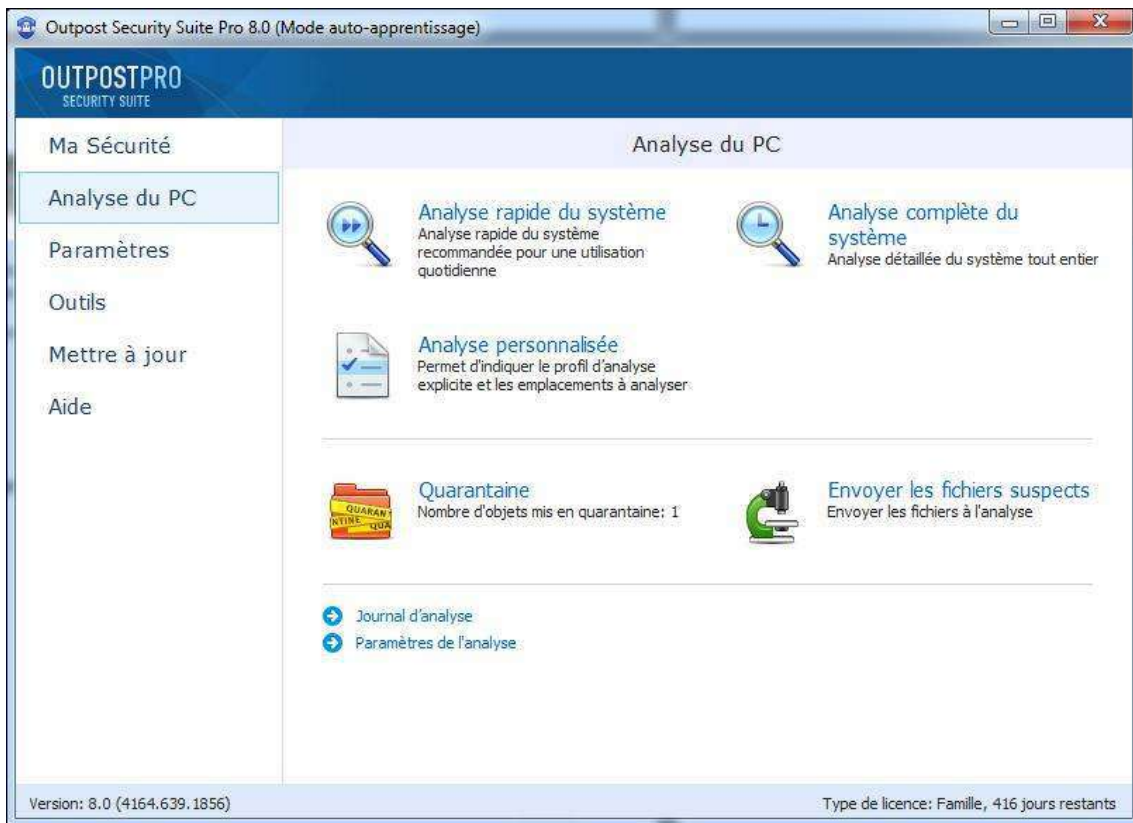 Outpost Security Suite Pro 8.0 (Mode auto-apprentissage)
OUTPOSTPRO
SECURITY SUITE
Ma Sécurité
Analyse du PC
Paramètres
Outils
Mettre à jour
Aide
Analyse du PC
Analyse rapide du système
Analyse rapide du système
recommandée pour une utilisation
quotidienne
Analyse complète du
système
Analyse détaillée du système tout entier
Analyse personnalisée
Permet d'indiquer le profil d'analyse
explicite et les emplacements à analyser
QUARANT
NTINE QUA
Quarantaine
Nombre d'objets mis en quarantaine: 1
Envoyer les fichiers suspects
Envoyer les fichiers à l'analyse
Journal d'analyse
Paramètres de l'analyse
Version: 8.0 (4164.639.1856)
Type de licence: Famille, 416 jours restants